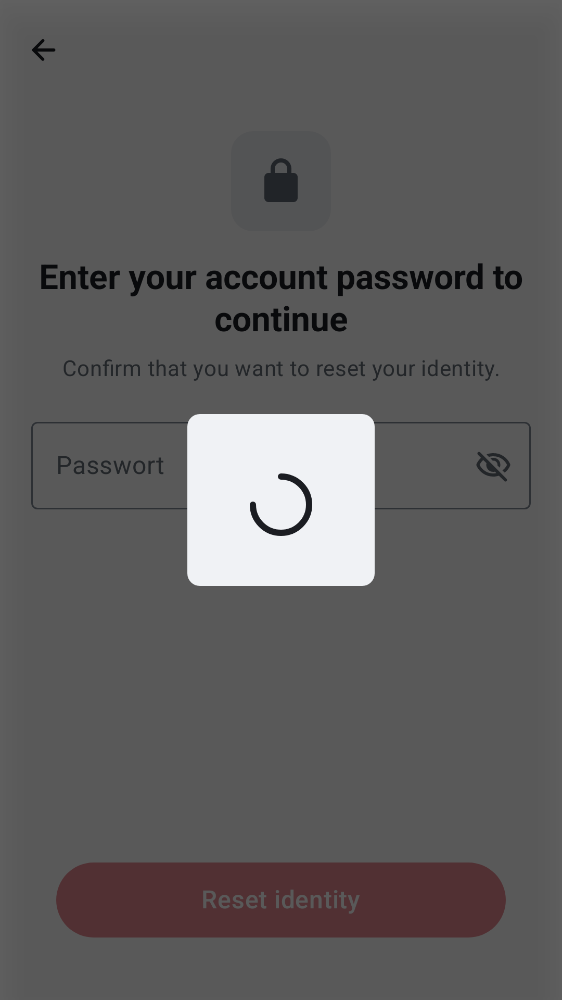 Enter your account password to
continue
Confirm that you want to reset your identity.
Passwort
Reset identity